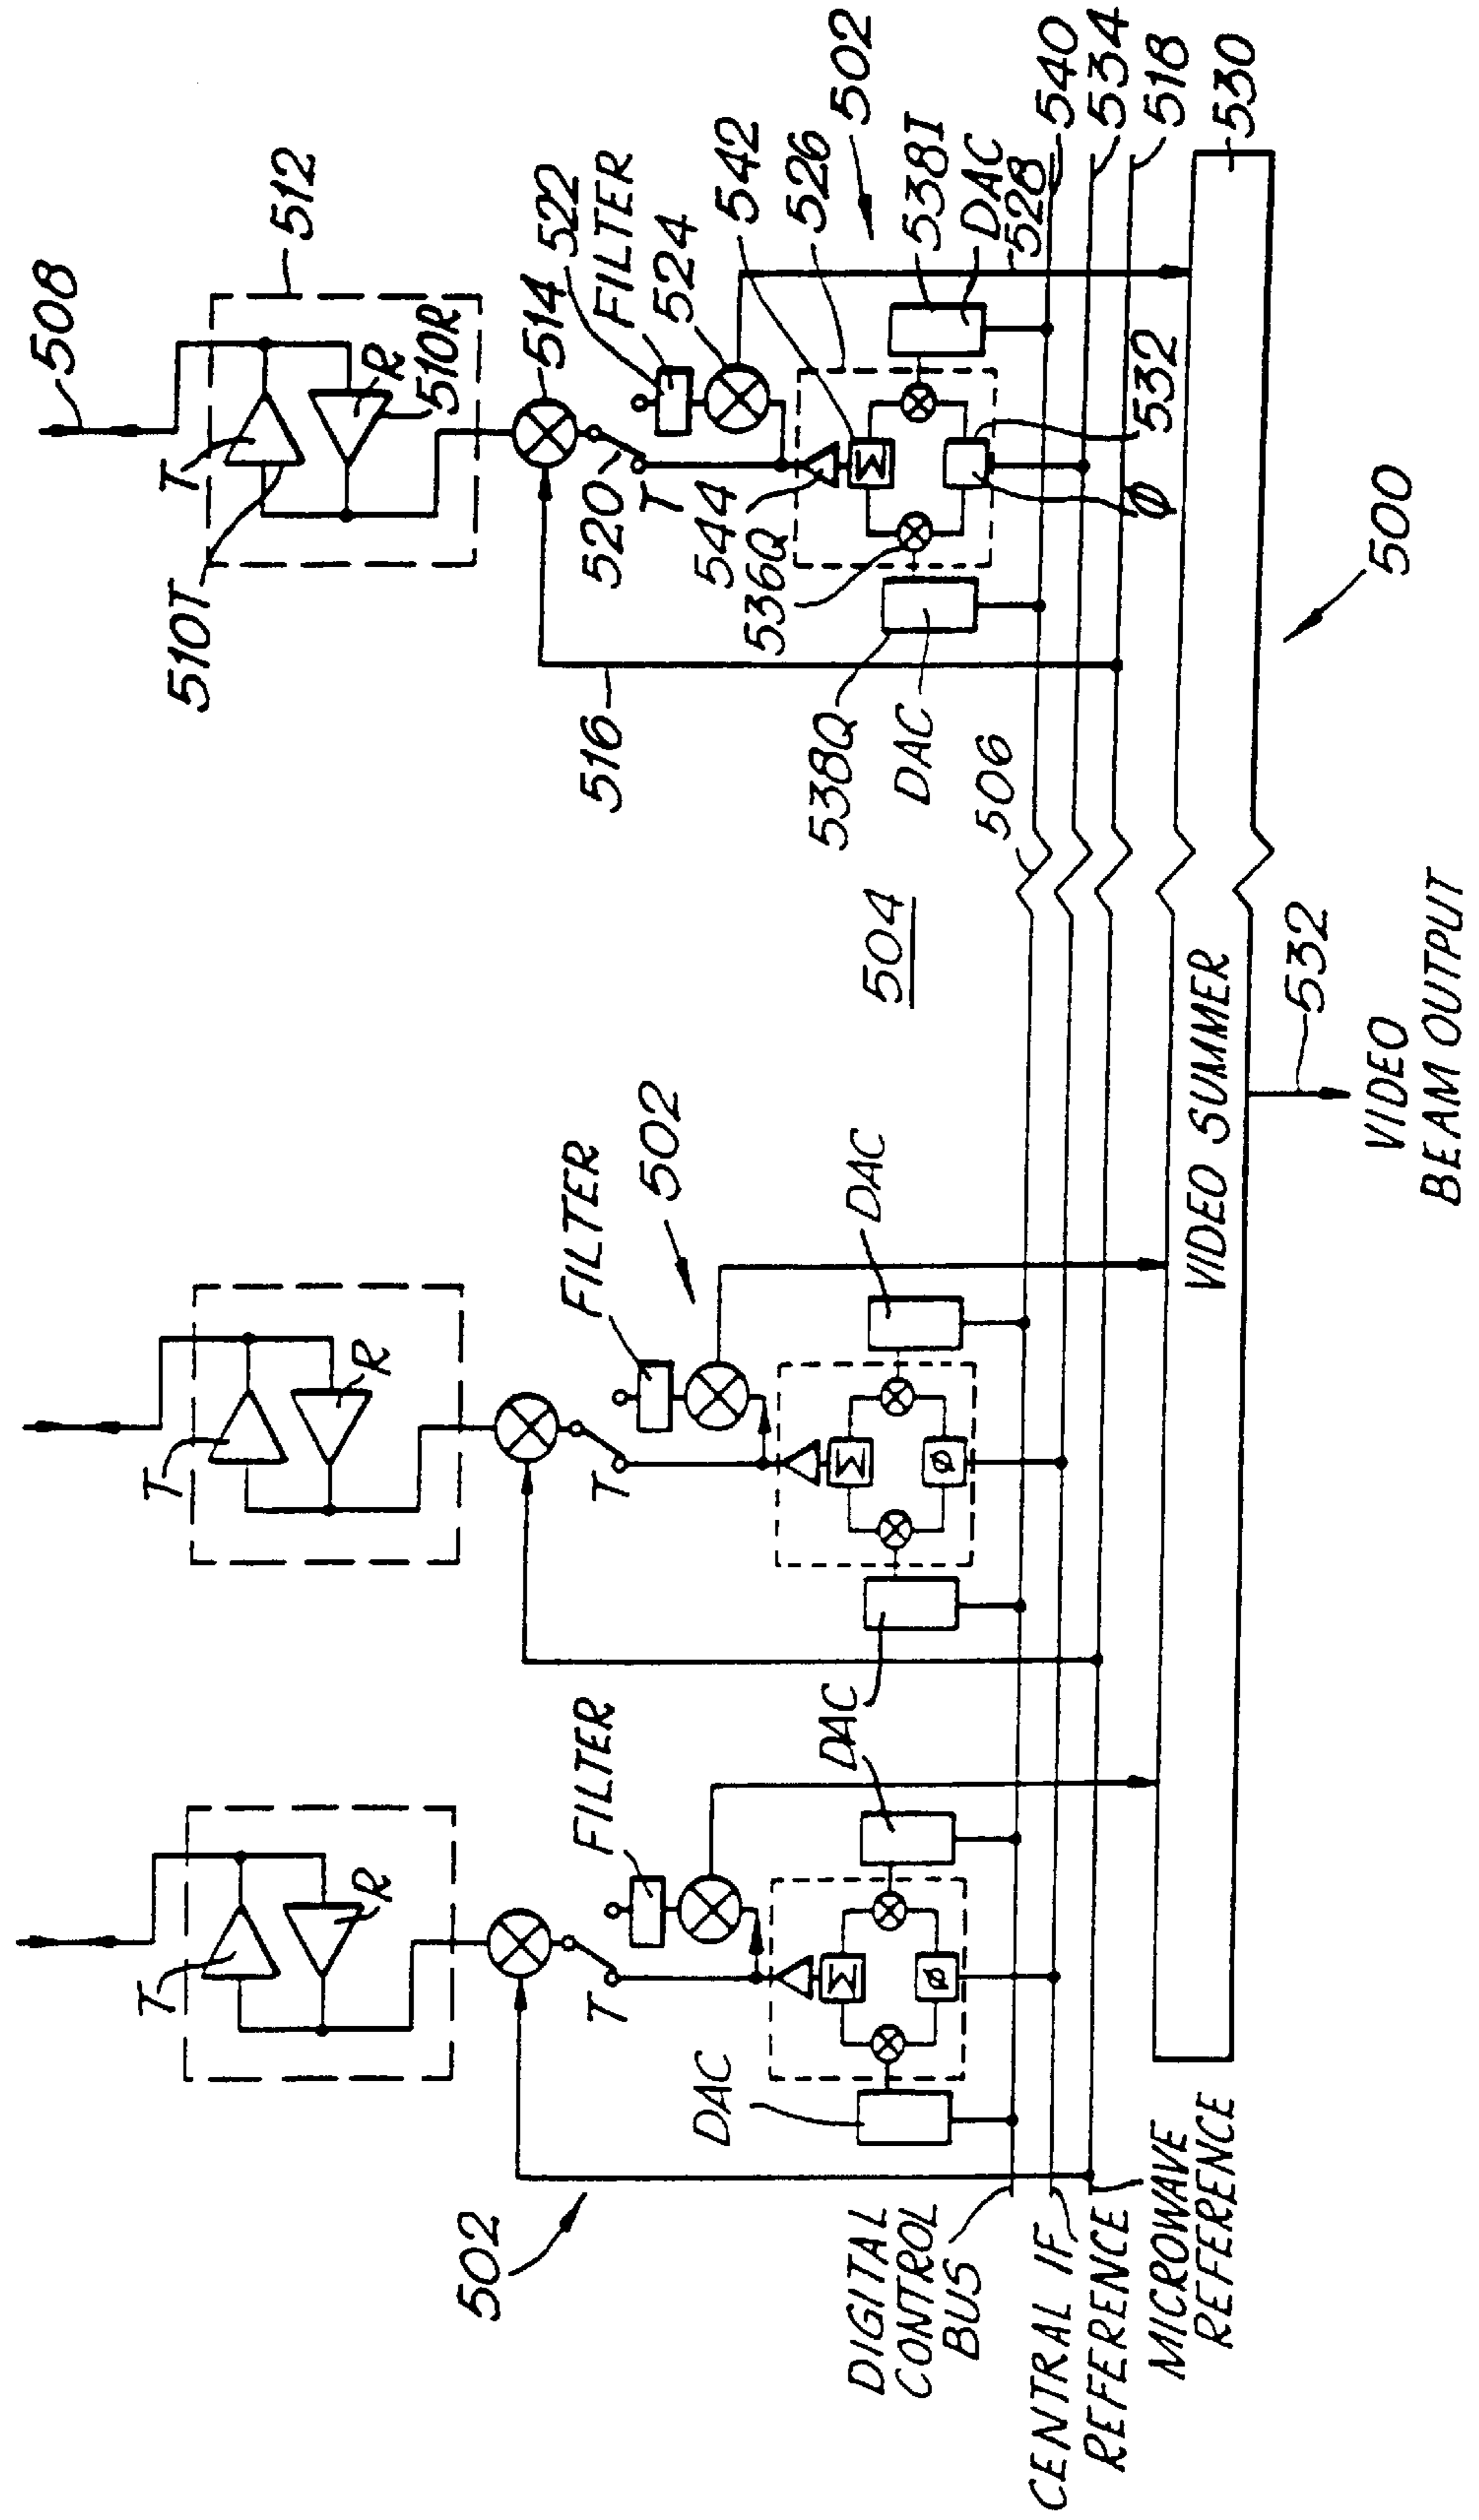 508
512
T
R
510R
510T
514
522
FILTER
524
542
526
502
520
T
544
536Q
538I
DAC
528
540
534
518
530
516
538Q
DAC
506
532
Φ
Σ
500
504
T
R
FILTER
502
T
Σ
Φ
DAC
DAC
VIDEO SUMMER
532
VIDEO
BEAM OUTPUT
T
R
FILTER
T
Σ
Φ
DAC
DAC
502
DIGITAL
CONTROL
BUS
CENTRAL IF
REFERENCE
MICROWAVE
REFERENCE